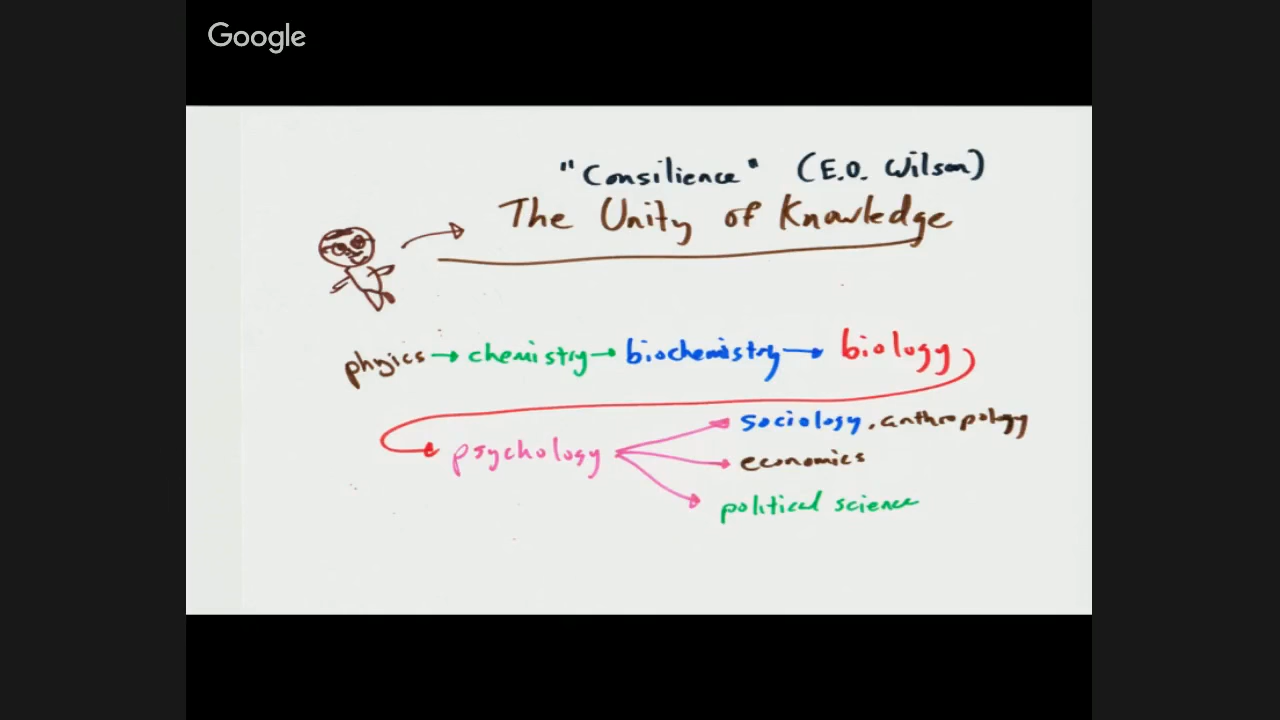 Google
"Consilience" (E.O. Wilson)
The Unity of Knowledge
physics → chemistry → biochemistry → biology
psychology
sociology, anthropology
economics
political science